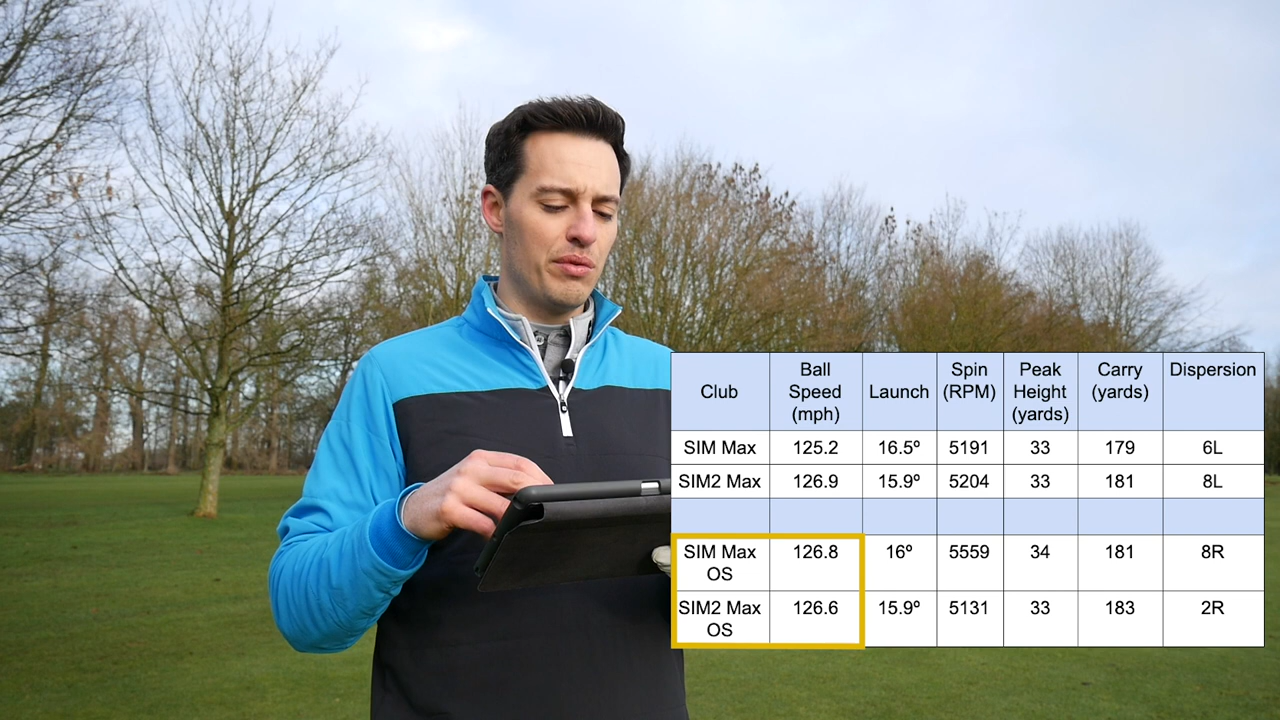 Club Ball Speed (mph) Launch Spin (RPM) Peak Height (yards) Carry (yards) Dispersion
SIM Max 125.2 16.5º 5191 33 179 6L
SIM2 Max 126.9 15.9º 5204 33 181 8L
SIM Max OS 126.8 16º 5559 34 181 8R
SIM2 Max OS 126.6 15.9º 5131 33 183 2R